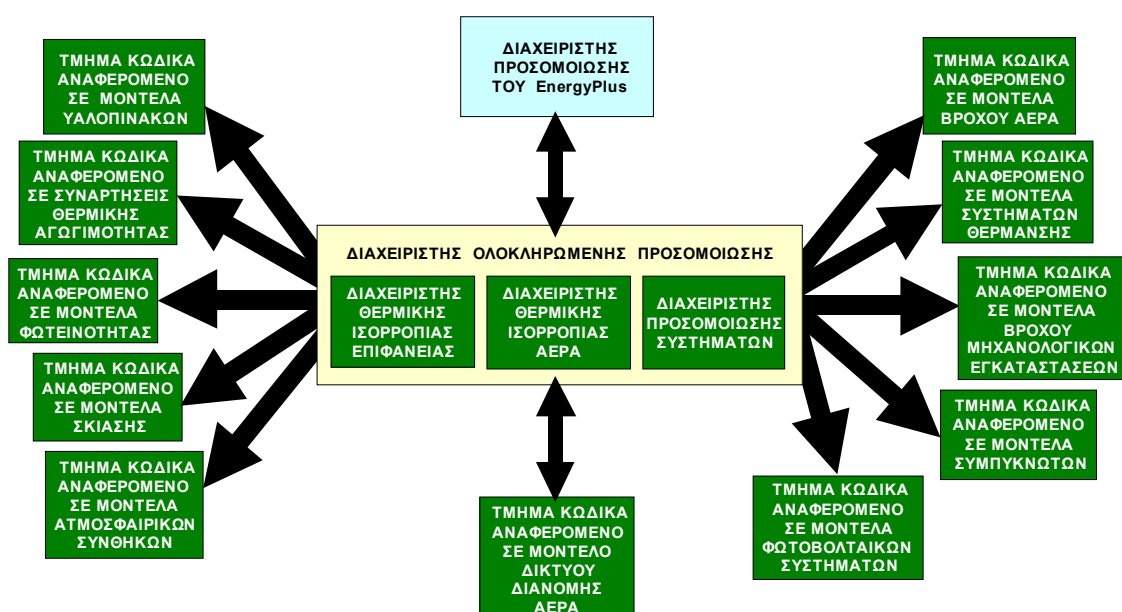 ΤΜΗΜΑ ΚΩΔΙΚΑ
ΑΝΑΦΕΡΟΜΕΝΟ
ΣΕ ΜΟΝΤΕΛΑ
ΥΑΛΟΠΙΝΑΚΩΝ
ΤΜΗΜΑ ΚΩΔΙΚΑ
ΑΝΑΦΕΡΟΜΕΝΟ
ΣΕ ΣΥΝΑΡΤΗΣΕΙΣ
ΘΕΡΜΙΚΗΣ
ΑΓΩΓΙΜΟΤΗΤΑΣ
ΤΜΗΜΑ ΚΩΔΙΚΑ
ΑΝΑΦΕΡΟΜΕΝΟ
ΣΕ ΜΟΝΤΕΛΑ
ΦΩΤΕΙΝΟΤΗΤΑΣ
ΤΜΗΜΑ ΚΩΔΙΚΑ
ΑΝΑΦΕΡΟΜΕΝΟ
ΣΕ ΜΟΝΤΕΛΑ
ΣΚΙΑΣΗΣ
ΤΜΗΜΑ ΚΩΔΙΚΑ
ΑΝΑΦΕΡΟΜΕΝΟ
ΣΕ ΜΟΝΤΕΛΑ
ΑΤΜΟΣΦΑΙΡΙΚΩΝ
ΣΥΝΘΗΚΩΝ
ΔΙΑΧΕΙΡΙΣΤΗΣ
ΠΡΟΣΟΜΟΙΩΣΗΣ
ΤΟΥ EnergyPlus
ΔΙΑΧΕΙΡΙΣΤΗΣ ΟΛΟΚΛΗΡΩΜΕΝΗΣ ΠΡΟΣΟΜΟΙΩΣΗΣ
ΔΙΑΧΕΙΡΙΣΤΗΣ
ΘΕΡΜΙΚΗΣ
ΙΣΟΡΡΟΠΙΑΣ
ΕΠΙΦΑΝΕΙΑΣ
ΔΙΑΧΕΙΡΙΣΤΗΣ
ΘΕΡΜΙΚΗΣ
ΙΣΟΡΡΟΠΙΑΣ
ΑΕΡΑ
ΔΙΑΧΕΙΡΙΣΤΗΣ
ΠΡΟΣΟΜΟΙΩΣΗΣ
ΣΥΣΤΗΜΑΤΩΝ
ΤΜΗΜΑ ΚΩΔΙΚΑ
ΑΝΑΦΕΡΟΜΕΝΟ
ΣΕ ΜΟΝΤΕΛΟ
ΔΙΚΤΥΟΥ
ΔΙΑΝΟΜΗΣ
ΑΕΡΑ
ΤΜΗΜΑ ΚΩΔΙΚΑ
ΑΝΑΦΕΡΟΜΕΝΟ
ΣΕ ΜΟΝΤΕΛΑ
ΒΡΟΧΟΥ ΑΕΡΑ
ΤΜΗΜΑ ΚΩΔΙΚΑ
ΑΝΑΦΕΡΟΜΕΝΟ
ΣΕ ΜΟΝΤΕΛΑ
ΣΥΣΤΗΜΑΤΩΝ
ΘΕΡΜΑΝΣΗΣ
ΤΜΗΜΑ ΚΩΔΙΚΑ
ΑΝΑΦΕΡΟΜΕΝΟ
ΣΕ ΜΟΝΤΕΛΑ
ΒΡΟΧΟΥ
ΜΗΧΑΝΟΛΟΓΙΚΩΝ
ΕΓΚΑΤΑΣΤΑΣΕΩΝ
ΤΜΗΜΑ ΚΩΔΙΚΑ
ΑΝΑΦΕΡΟΜΕΝΟ
ΣΕ ΜΟΝΤΕΛΑ
ΣΥΜΠΥΚΝΩΤΩΝ
ΤΜΗΜΑ ΚΩΔΙΚΑ
ΑΝΑΦΕΡΟΜΕΝΟ
ΣΕ ΜΟΝΤΕΛΑ
ΦΩΤΟΒΟΛΤΑΙΚΩΝ
ΣΥΣΤΗΜΑΤΩΝ